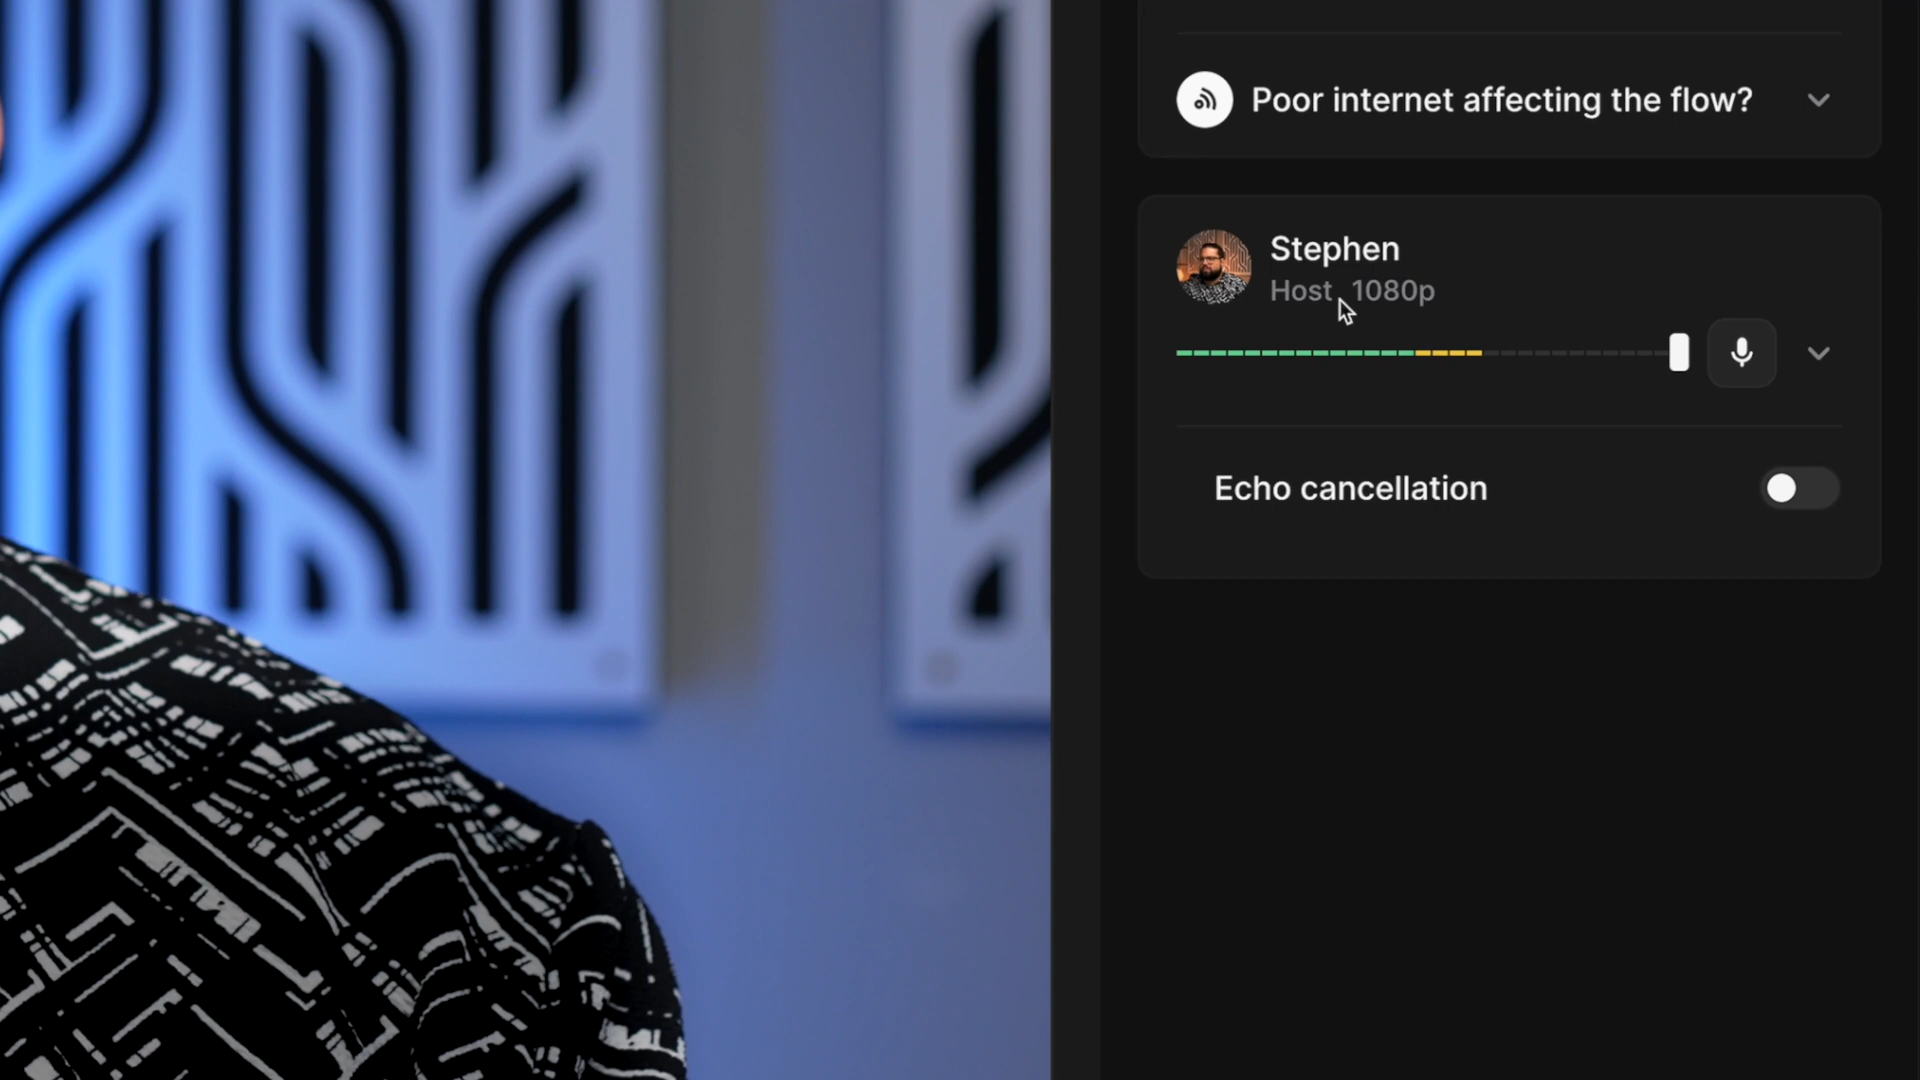 Poor internet affecting the flow?
Stephen
Host 1080p
Echo cancellation